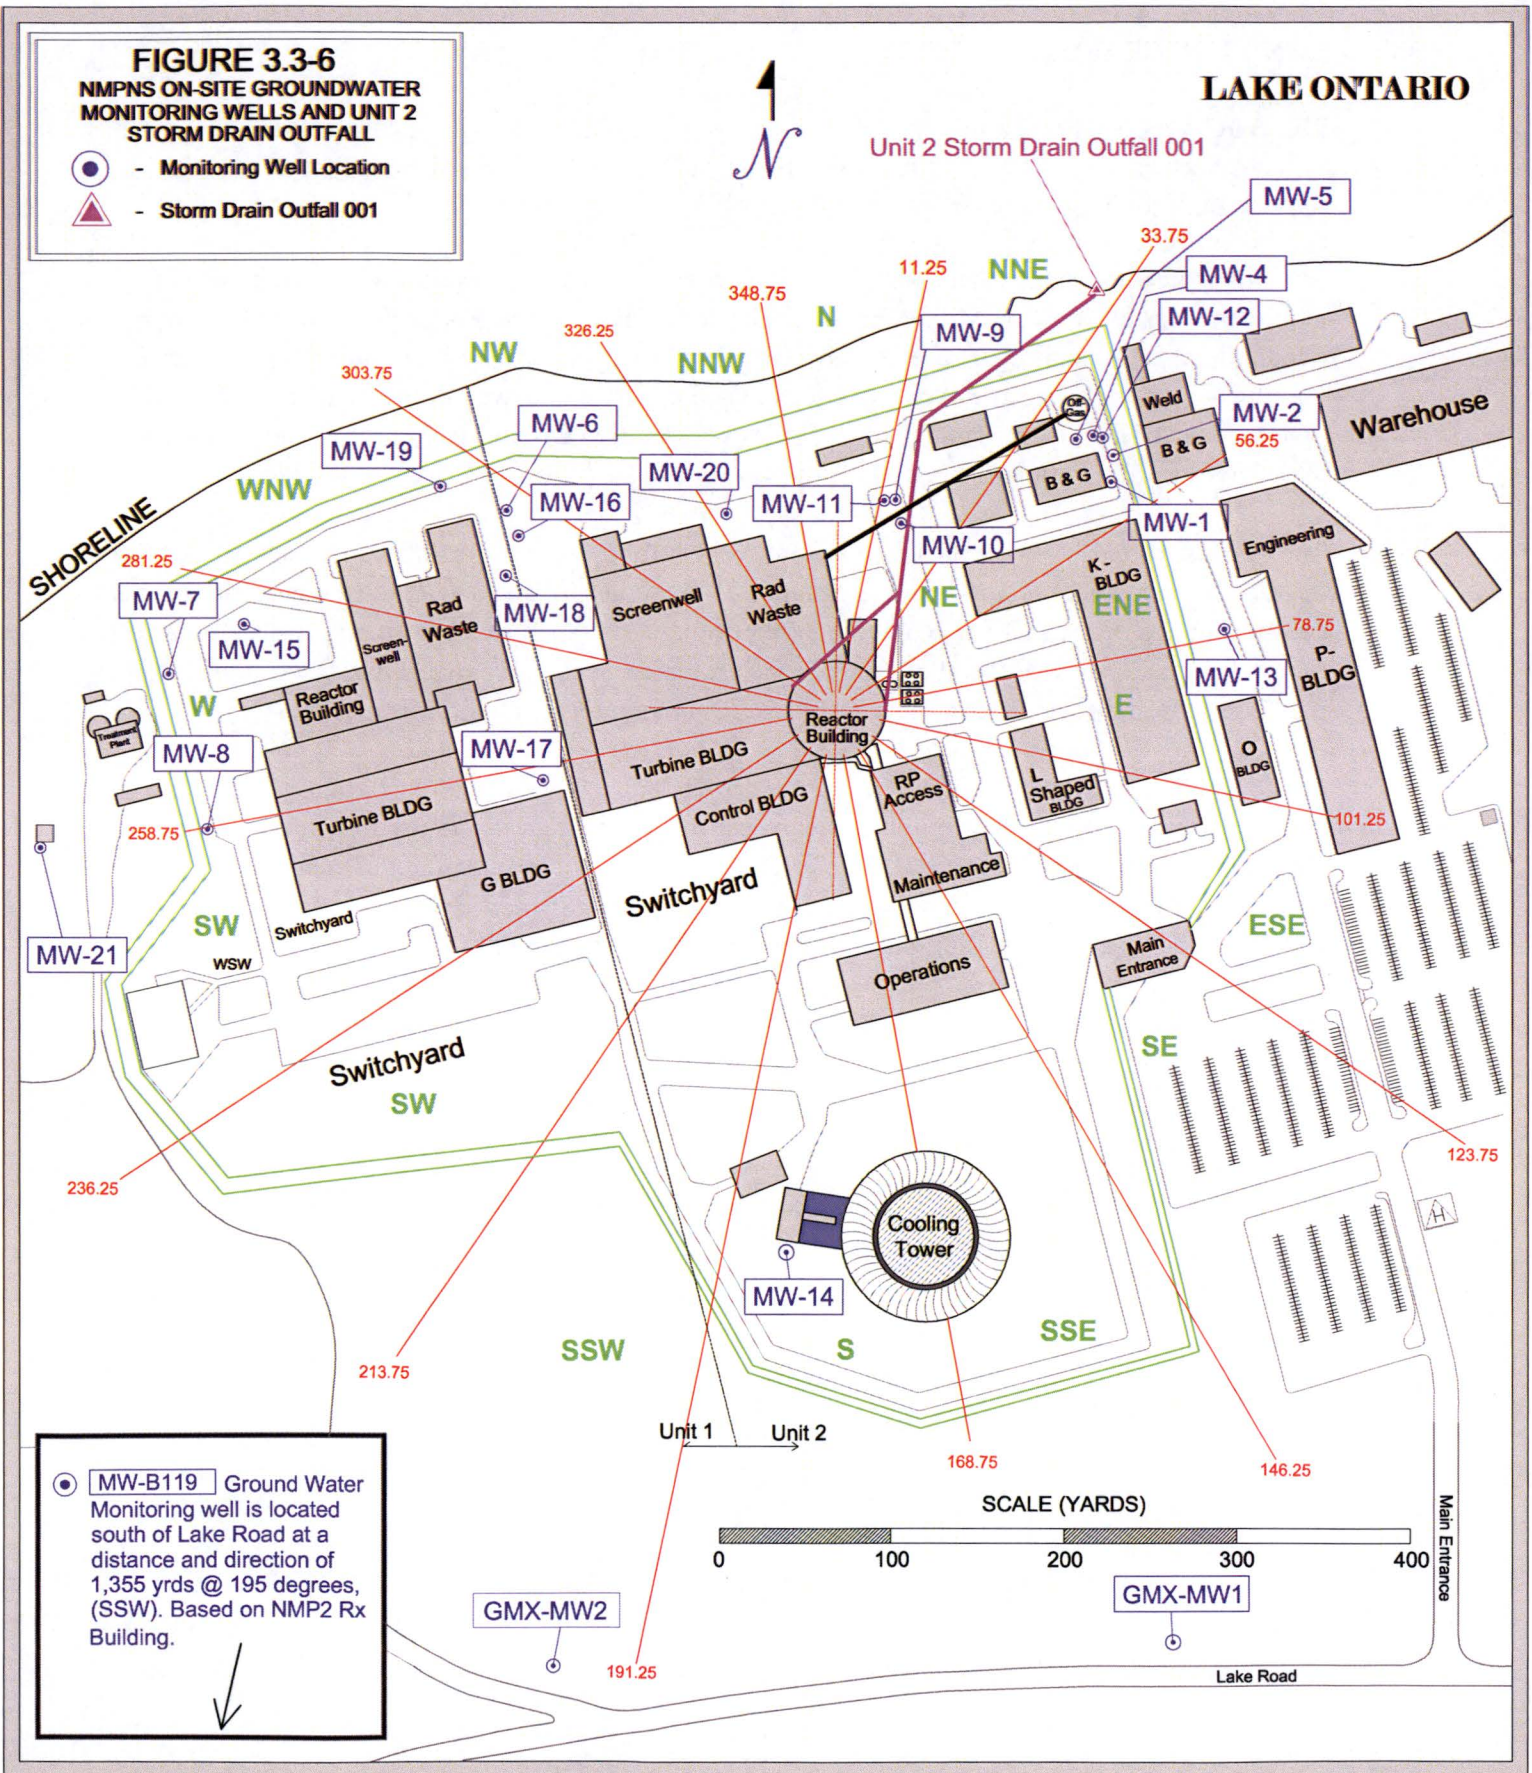 FIGURE 3.3-6
NMPNS ON-SITE GROUNDWATER
MONITORING WELLS AND UNIT 2
STORM DRAIN OUTFALL
- Monitoring Well Location
- Storm Drain Outfall 001
N
LAKE ONTARIO
Unit 2 Storm Drain Outfall 001
MW-5
33.75
NNE
11.25
MW-4
348.75
N
MW-12
326.25
MW-9
NW
NNW
303.75
Off-
Gas
Weld
MW-2
Warehouse
MW-6
56.25
B & G
MW-19
MW-20
B & G
WNW
MW-16
MW-11
MW-1
SHORELINE
Engineering
MW-10
281.25
K-
BLDG
MW-7
NE
ENE
Rad
Waste
MW-18
Screenwell
Rad
Waste
78.75
MW-15
Screen-
well
P-
BLDG
MW-13
Reactor
Building
W
E
Treatment
Plant
Reactor
Building
MW-8
MW-17
O
BLDG
Turbine BLDG
RP
Access
L
Shaped
BLDG
Turbine BLDG
Control BLDG
258.75
101.25
G BLDG
Switchyard
Maintenance
SW
Switchyard
ESE
MW-21
Main
Entrance
WSW
Operations
Switchyard
SE
SW
236.25
123.75
H
Cooling
Tower
MW-14
SSE
SSW
S
213.75
Unit 1
Unit 2
168.75
146.25
MW-B119 Ground Water
Monitoring well is located
south of Lake Road at a
distance and direction of
1,355 yrds @ 195 degrees,
(SSW). Based on NMP2 Rx
Building.
SCALE (YARDS)
0 100 200 300 400
Main Entrance
GMX-MW2
GMX-MW1
191.25
Lake Road